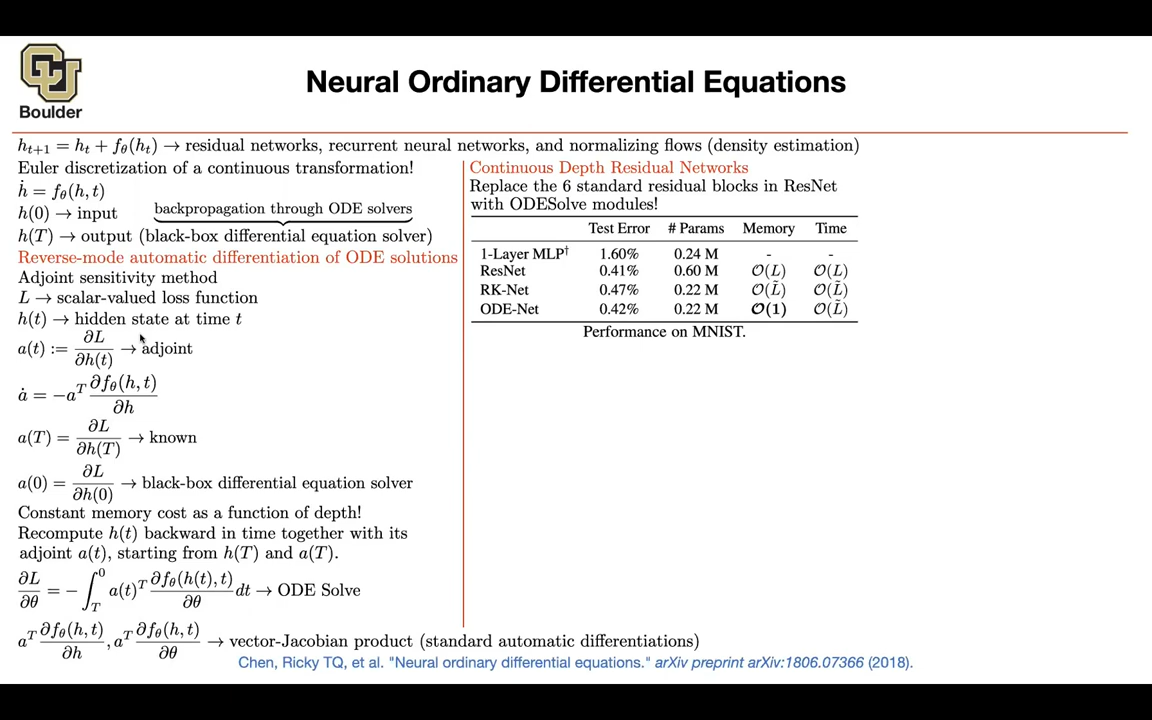 Boulder
Neural Ordinary Differential Equations
h_{t+1} = h_t + f_θ(h_t) → residual networks, recurrent neural networks, and normalizing flows (density estimation)
Euler discretization of a continuous transformation!
ḣ = f_θ(h, t)
h(0) → input
backpropagation through ODE solvers
h(T) → output (black-box differential equation solver)
Reverse-mode automatic differentiation of ODE solutions
Adjoint sensitivity method
L → scalar-valued loss function
h(t) → hidden state at time t
a(t) := ∂L/∂h(t) → adjoint
ȧ = −a^T ∂f_θ(h, t)/∂h
a(T) = ∂L/∂h(T) → known
a(0) = ∂L/∂h(0) → black-box differential equation solver
Constant memory cost as a function of depth!
Recompute h(t) backward in time together with its
adjoint a(t), starting from h(T) and a(T).
∂L/∂θ = −∫_T^0 a(t)^T ∂f_θ(h(t), t)/∂θ dt → ODE Solve
a^T ∂f_θ(h, t)/∂h, a^T ∂f_θ(h, t)/∂θ → vector-Jacobian product (standard automatic differentiations)
Continuous Depth Residual Networks
Replace the 6 standard residual blocks in ResNet
with ODESolve modules!
Test Error # Params Memory Time
1-Layer MLP† 1.60% 0.24 M - -
ResNet 0.41% 0.60 M O(L) O(L)
RK-Net 0.47% 0.22 M O(L̃) O(L̃)
ODE-Net 0.42% 0.22 M O(1) O(L̃)
Performance on MNIST.
Chen, Ricky TQ, et al. "Neural ordinary differential equations." arXiv preprint arXiv:1806.07366 (2018).